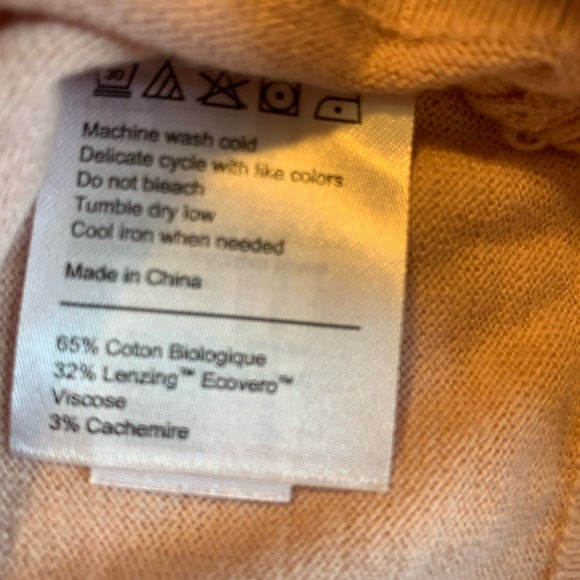 30
Machine wash cold
Delicate cycle with like colors
Do not bleach
Tumble dry low
Cool iron when needed
Made in China
65% Coton Biologique
32% Lenzing™ Ecovero™
Viscose
3% Cachemire